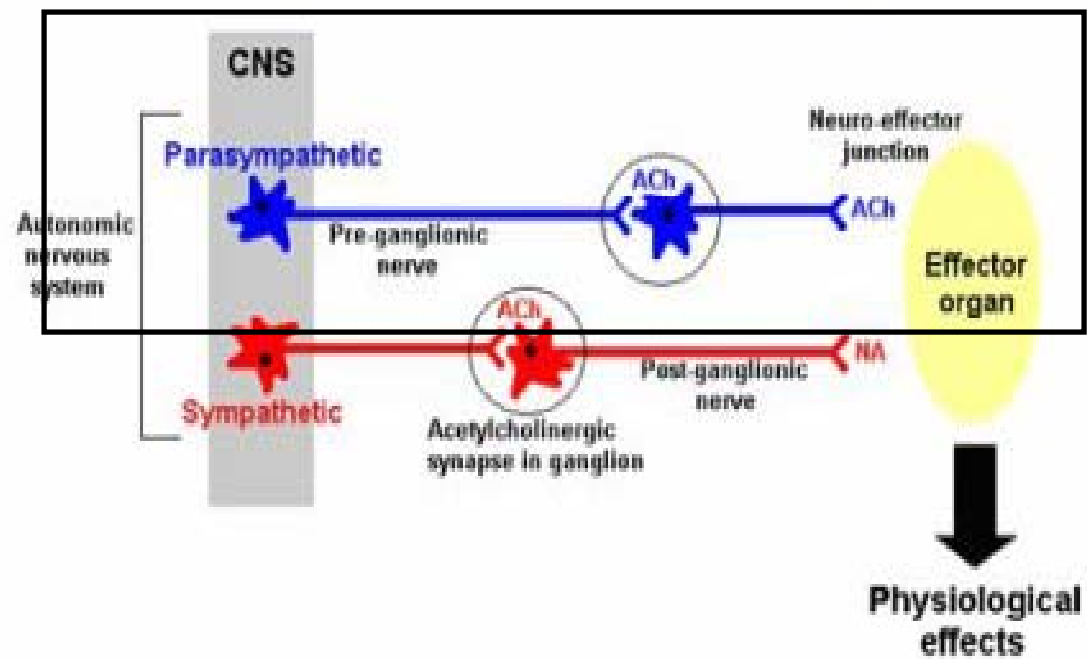 CNS
Neuro-effector
junction
Parasympathetic
ACh
ACh
Autonomic
nervous
system
Pre-ganglionic
nerve
Effector
organ
ACh
NA
Post-ganglionic
nerve
Sympathetic
Acetylcholinergic
synapse in ganglion
Physiological
effects